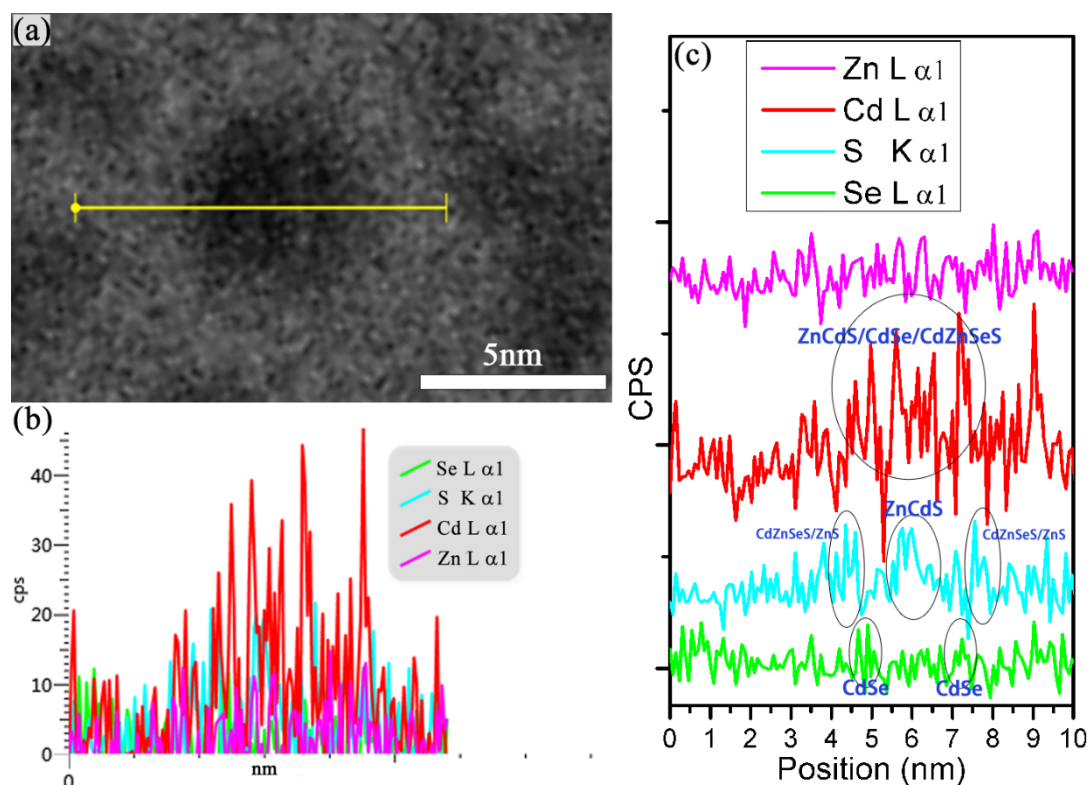 (a)
5nm
(b)
cps
40
30
20
10
0
0
nm
Se L α1
S K α1
Cd L α1
Zn L α1
(c)
Zn L α1
Cd L α1
S K α1
Se L α1
CPS
ZnCdS/CdSe/CdZnSeS
ZnCdS
CdZnSeS/ZnS
CdZnSeS/ZnS
CdSe
CdSe
0 1 2 3 4 5 6 7 8 9 10
Position (nm)